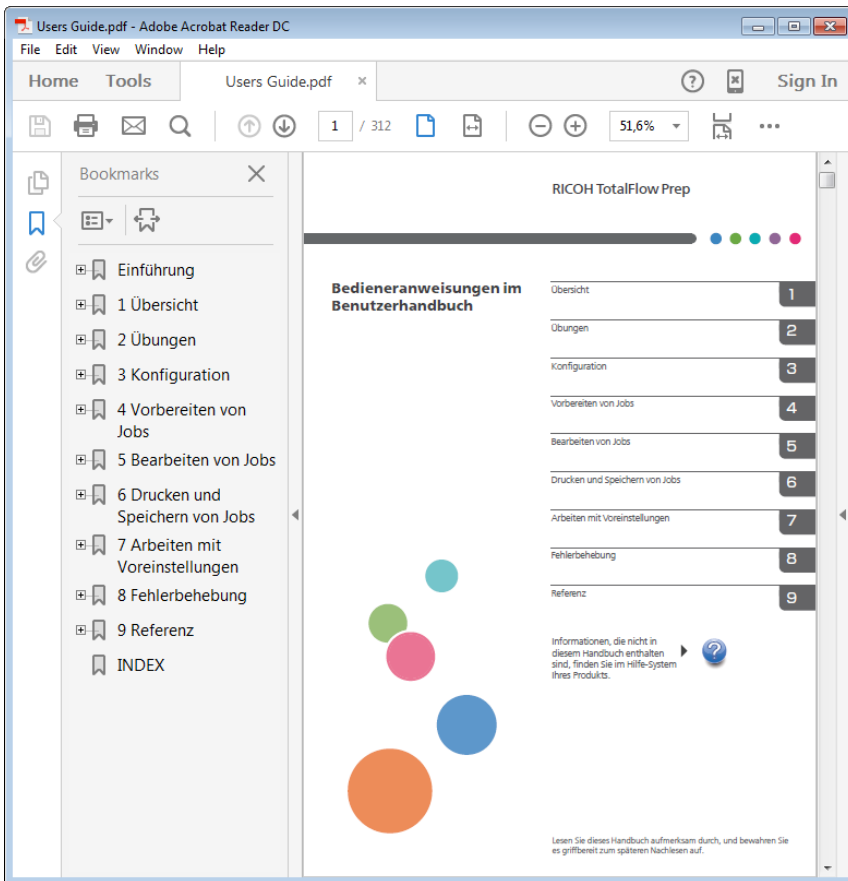 Users Guide.pdf - Adobe Acrobat Reader DC
File Edit View Window Help
Home Tools Users Guide.pdf × Sign In
1 / 312 51,6%
Bookmarks
Einführung
1 Übersicht
2 Übungen
3 Konfiguration
4 Vorbereiten von
Jobs
5 Bearbeiten von Jobs
6 Drucken und
Speichern von Jobs
7 Arbeiten mit
Voreinstellungen
8 Fehlerbehebung
9 Referenz
INDEX
RICOH TotalFlow Prep
Bedieneranweisungen im
Benutzerhandbuch
Übersicht 1
Übungen 2
Konfiguration 3
Vorbereiten von Jobs 4
Bearbeiten von Jobs 5
Drucken und Speichern von Jobs 6
Arbeiten mit Voreinstellungen 7
Fehlerbehebung 8
Referenz 9
Informationen, die nicht in
diesem Handbuch enthalten
sind, finden Sie im Hilfe-System
Ihres Produkts.
Lesen Sie dieses Handbuch aufmerksam durch, und bewahren Sie
es griffbereit zum späteren Nachlesen auf.